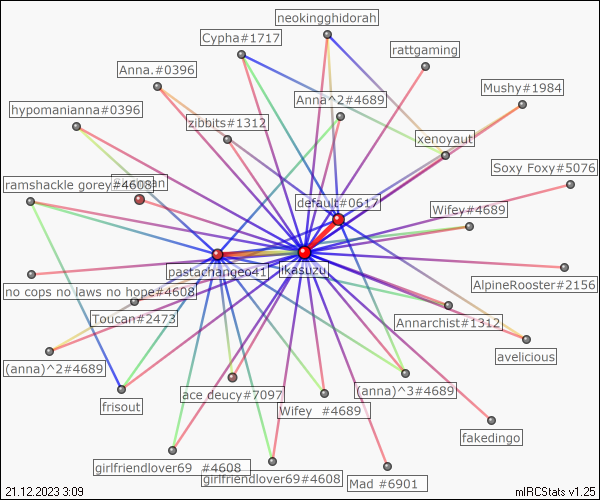 neokingghidorah
Cypha#1717
rattgaming
Anna.#0396
Mushy#1984
Anna^2#4689
hypomanianna#0396
zibbits#1312
xenoyaut
Soxy Foxy#5076
ramshackle gorey#4608
default#0617
Wifey#4689
pastachangeo41
ikasuzu
AlpineRooster#2156
no cops no laws no hope#4608
Toucan#2473
Annarchist#1312
avelicious
(anna)^2#4689
ace deucy#7097
(anna)^3#4689
frisout
Wifey  #4689
fakedingo
girlfriendlover69  #4608
girlfriendlover69#4608
Mad #6901
21.12.2023 3:09
mIRCStats v1.25